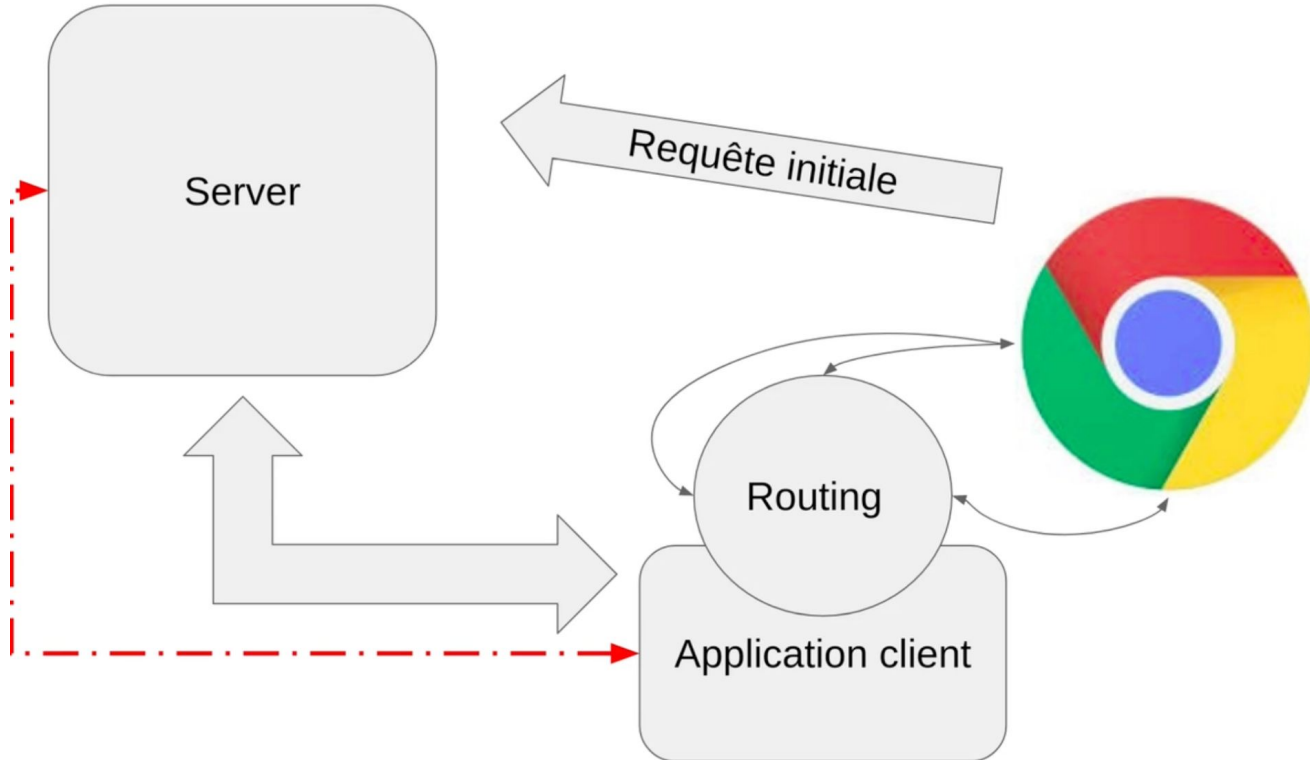 Requête initiale
Server
Routing
Application client